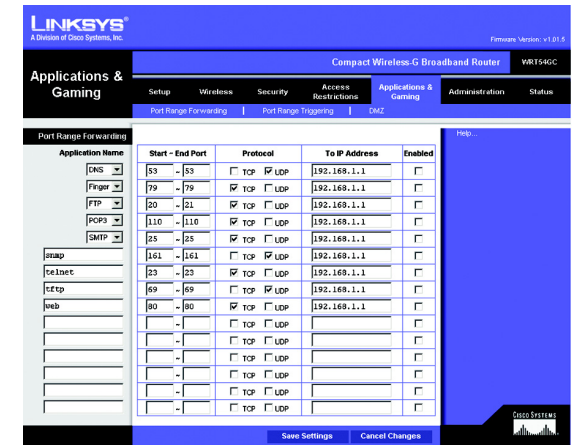 LINKSYS®
A Division of Cisco Systems, Inc.
Firmware Version: v1.01.5
Compact Wireless-G Broadband Router WRT54GC
Applications & Gaming
Setup Wireless Security Access Restrictions Applications & Gaming Administration Status
Port Range Forwarding | Port Range Triggering | DMZ
Port Range Forwarding
Help...
Application Name Start ~ End Port Protocol To IP Address Enabled
DNS 53 ~ 53 TCP UDP 192.168.1.1
Finger 79 ~ 79 TCP UDP 192.168.1.1
FTP 20 ~ 21 TCP UDP 192.168.1.1
POP3 110 ~ 110 TCP UDP 192.168.1.1
SMTP 25 ~ 25 TCP UDP 192.168.1.1
snmp 161 ~ 161 TCP UDP 192.168.1.1
telnet 23 ~ 23 TCP UDP 192.168.1.1
tftp 69 ~ 69 TCP UDP 192.168.1.1
web 80 ~ 80 TCP UDP 192.168.1.1
~ TCP UDP
~ TCP UDP
~ TCP UDP
~ TCP UDP
~ TCP UDP
~ TCP UDP
Save Settings Cancel Changes
CISCO SYSTEMS